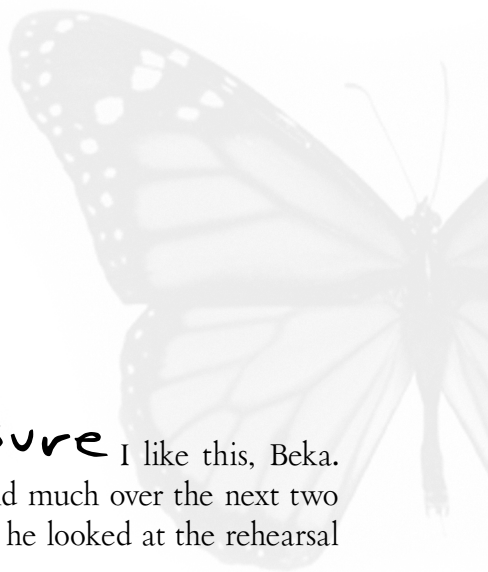 I like this, Beka.
much over the next two
he looked at the rehearsal